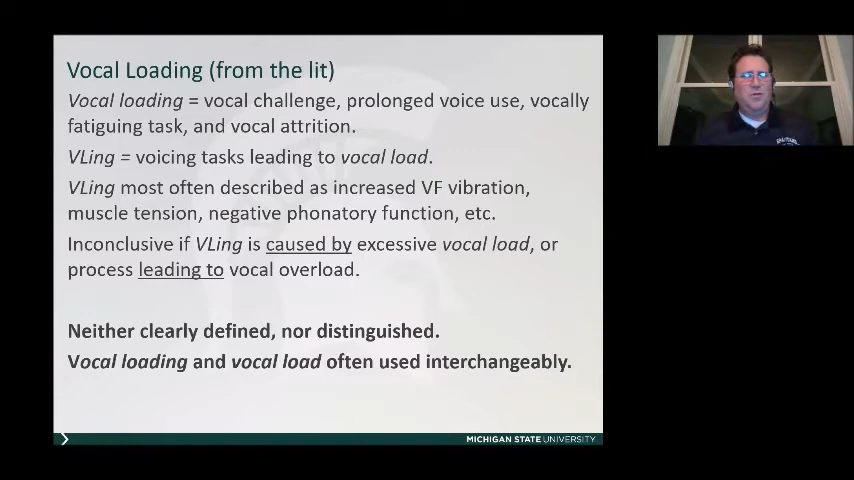 Vocal Loading (from the lit)
Vocal loading = vocal challenge, prolonged voice use, vocally
fatiguing task, and vocal attrition.
VLing = voicing tasks leading to vocal load.
VLing most often described as increased VF vibration,
muscle tension, negative phonatory function, etc.
Inconclusive if VLing is caused by excessive vocal load, or
process leading to vocal overload.
Neither clearly defined, nor distinguished.
Vocal loading and vocal load often used interchangeably.
MICHIGAN STATE UNIVERSITY